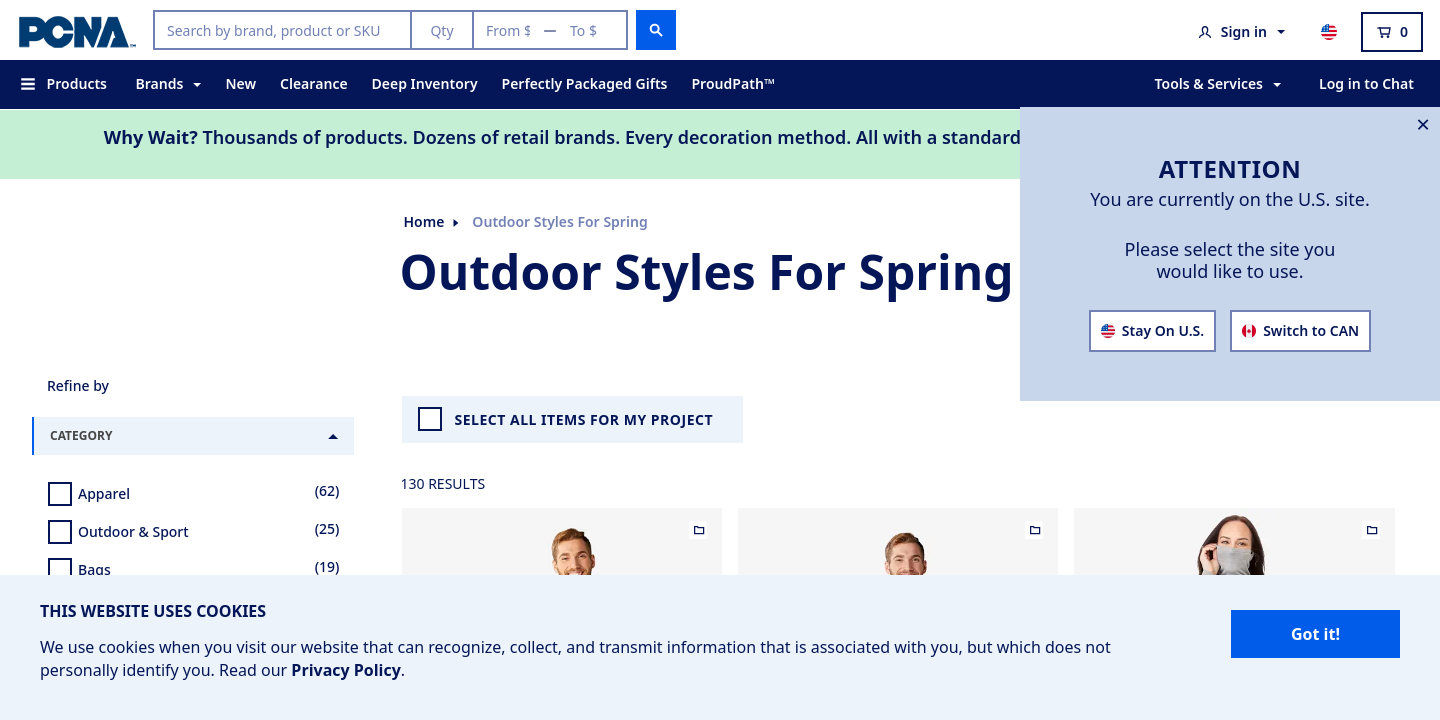 PCNA™
Search by brand, product or SKU
Qty
From $ — To $
Sign in
0
Products
Brands
New
Clearance
Deep Inventory
Perfectly Packaged Gifts
ProudPath™
Tools & Services
Log in to Chat
Why Wait? Thousands of products. Dozens of retail brands. Every decoration method. All with a standard
ATTENTION
You are currently on the U.S. site.
Please select the site you
would like to use.
Stay On U.S.
Switch to CAN
Home
Outdoor Styles For Spring
Outdoor Styles For Spring
Refine by
CATEGORY
Apparel (62)
Outdoor & Sport (25)
Bags (19)
SELECT ALL ITEMS FOR MY PROJECT
130 RESULTS
THIS WEBSITE USES COOKIES
We use cookies when you visit our website that can recognize, collect, and transmit information that is associated with you, but which does not
personally identify you. Read our Privacy Policy.
Got it!